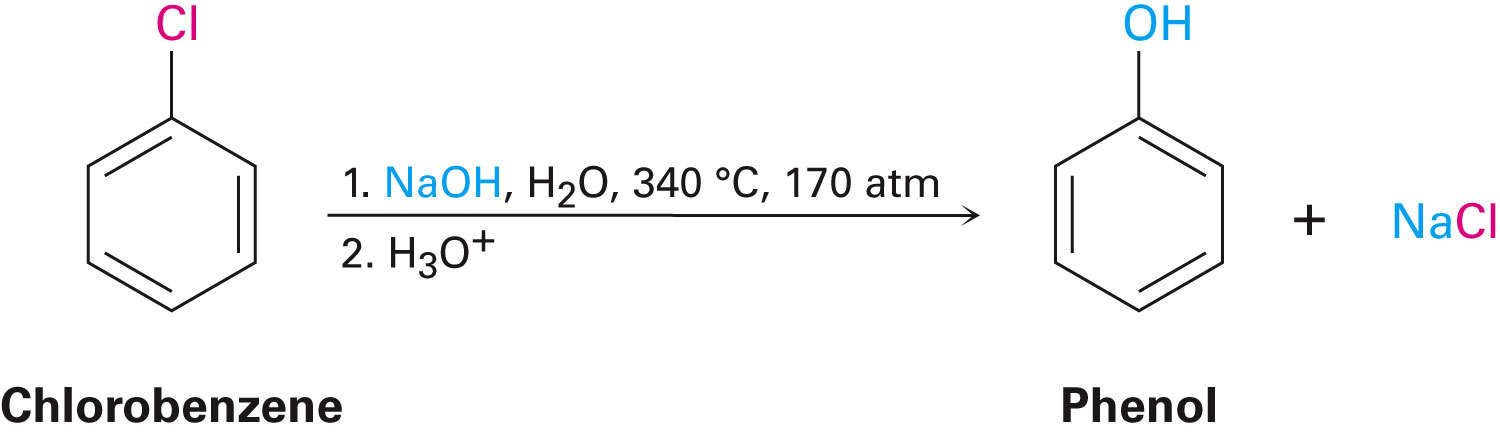 Cl
OH
1. NaOH, H₂O, 340 °C, 170 atm
2. H₃O⁺
+ NaCl
Chlorobenzene
Phenol